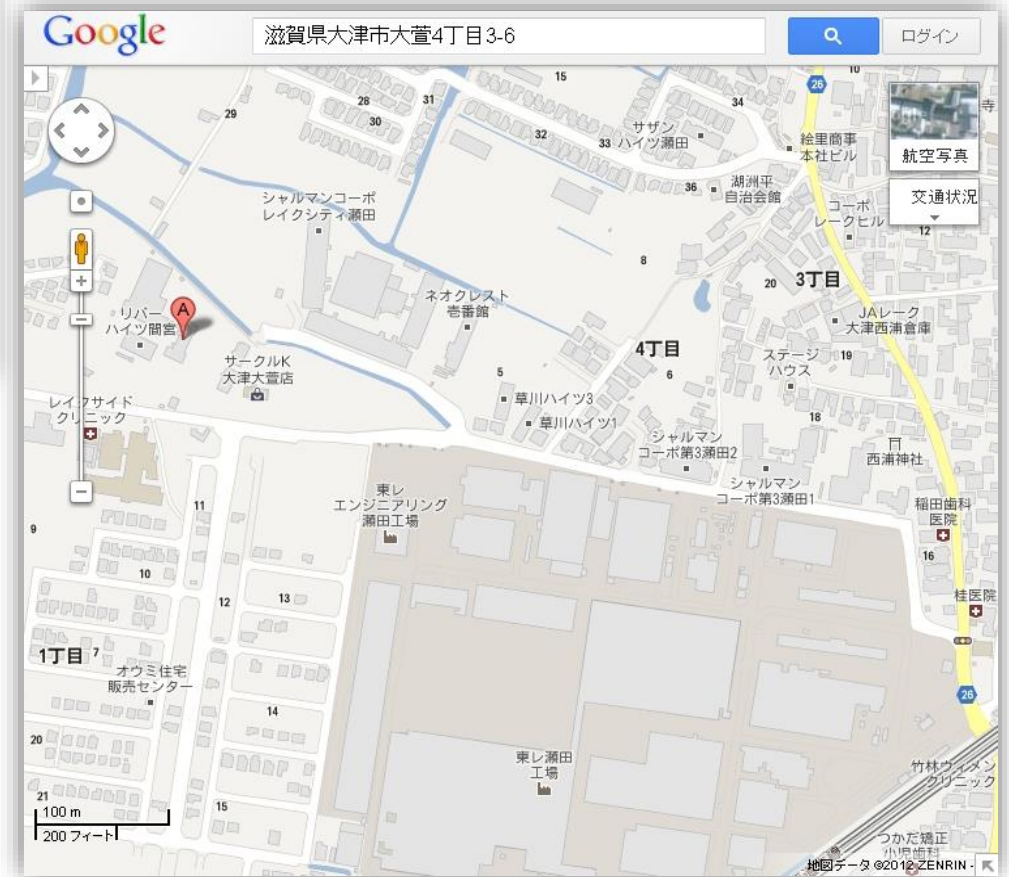 Google
滋賀県大津市大萱4丁目3-6
ログイン
15
10
26
29
28
31
30
34
サザン
ハイツ瀬田
32
33
絵里商事
本社ビル
寺
航空写真
交通状況
36
湖洲平
自治会館
コーポ
レークヒル
12
シャルマンコーポ
レイクシティ瀬田
8
20
3丁目
ネオクレスト
壱番館
リバー
ハイツ間宮
A
JAレーク
大津西浦倉庫
サークルK
大津大萱店
4丁目
6
ステージ
ハウス
19
5
草川ハイツ3
草川ハイツ1
レイクサイド
クリニック
18
シャルマン
コーポ第3瀬田2
西浦神社
シャルマン
コーポ第3瀬田1
東レ
エンジニアリング
瀬田工場
11
稲田歯科
医院
9
16
10
12
13
桂医院
1丁目
7
オウミ住宅
販売センター
26
14
20
東レ瀬田
工場
竹林ウィメン
クリニック
21
15
100 m
200 フィート
つかだ矯正
小児歯科
地図データ ©2012 ZENRIN -